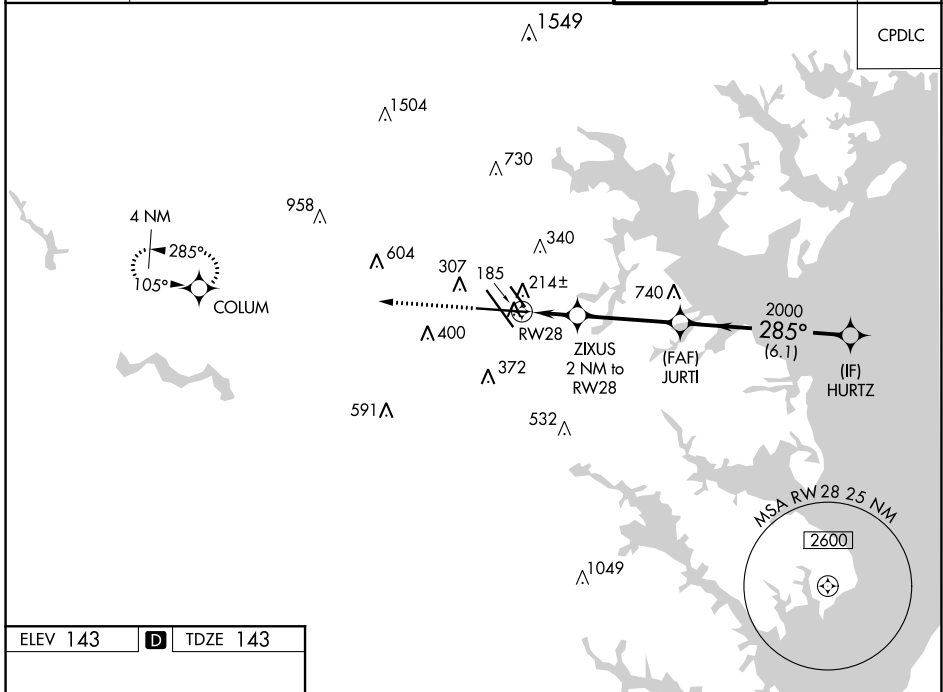 1549
CPDLC
1504
730
958
4 NM
285°
340
604
307
185
214±
105°
740
COLUM
2000
285°
(6.1)
400
RW28
ZIXUS
2 NM to
RW28
(FAF)
JURTI
(IF)
HURTZ
372
591
532
MSA RW28 25 NM
2600
1049
ELEV 143
D
TDZE 143